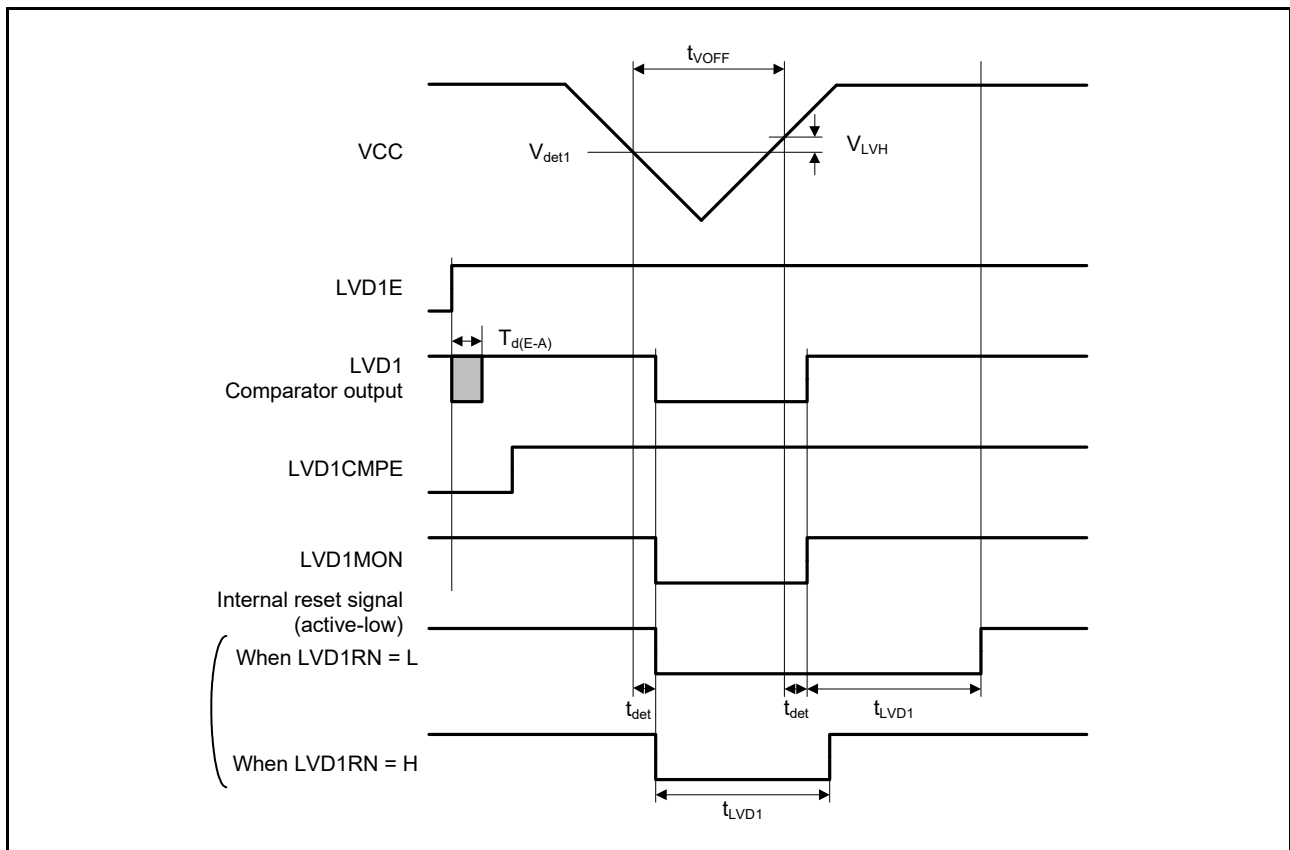 tVOFF
VCC
Vdet1
VLVH
LVD1E
Td(E-A)
LVD1
Comparator output
LVD1CMPE
LVD1MON
Internal reset signal
(active-low)
When LVD1RN = L
tdet
tdet
tLVD1
When LVD1RN = H
tLVD1